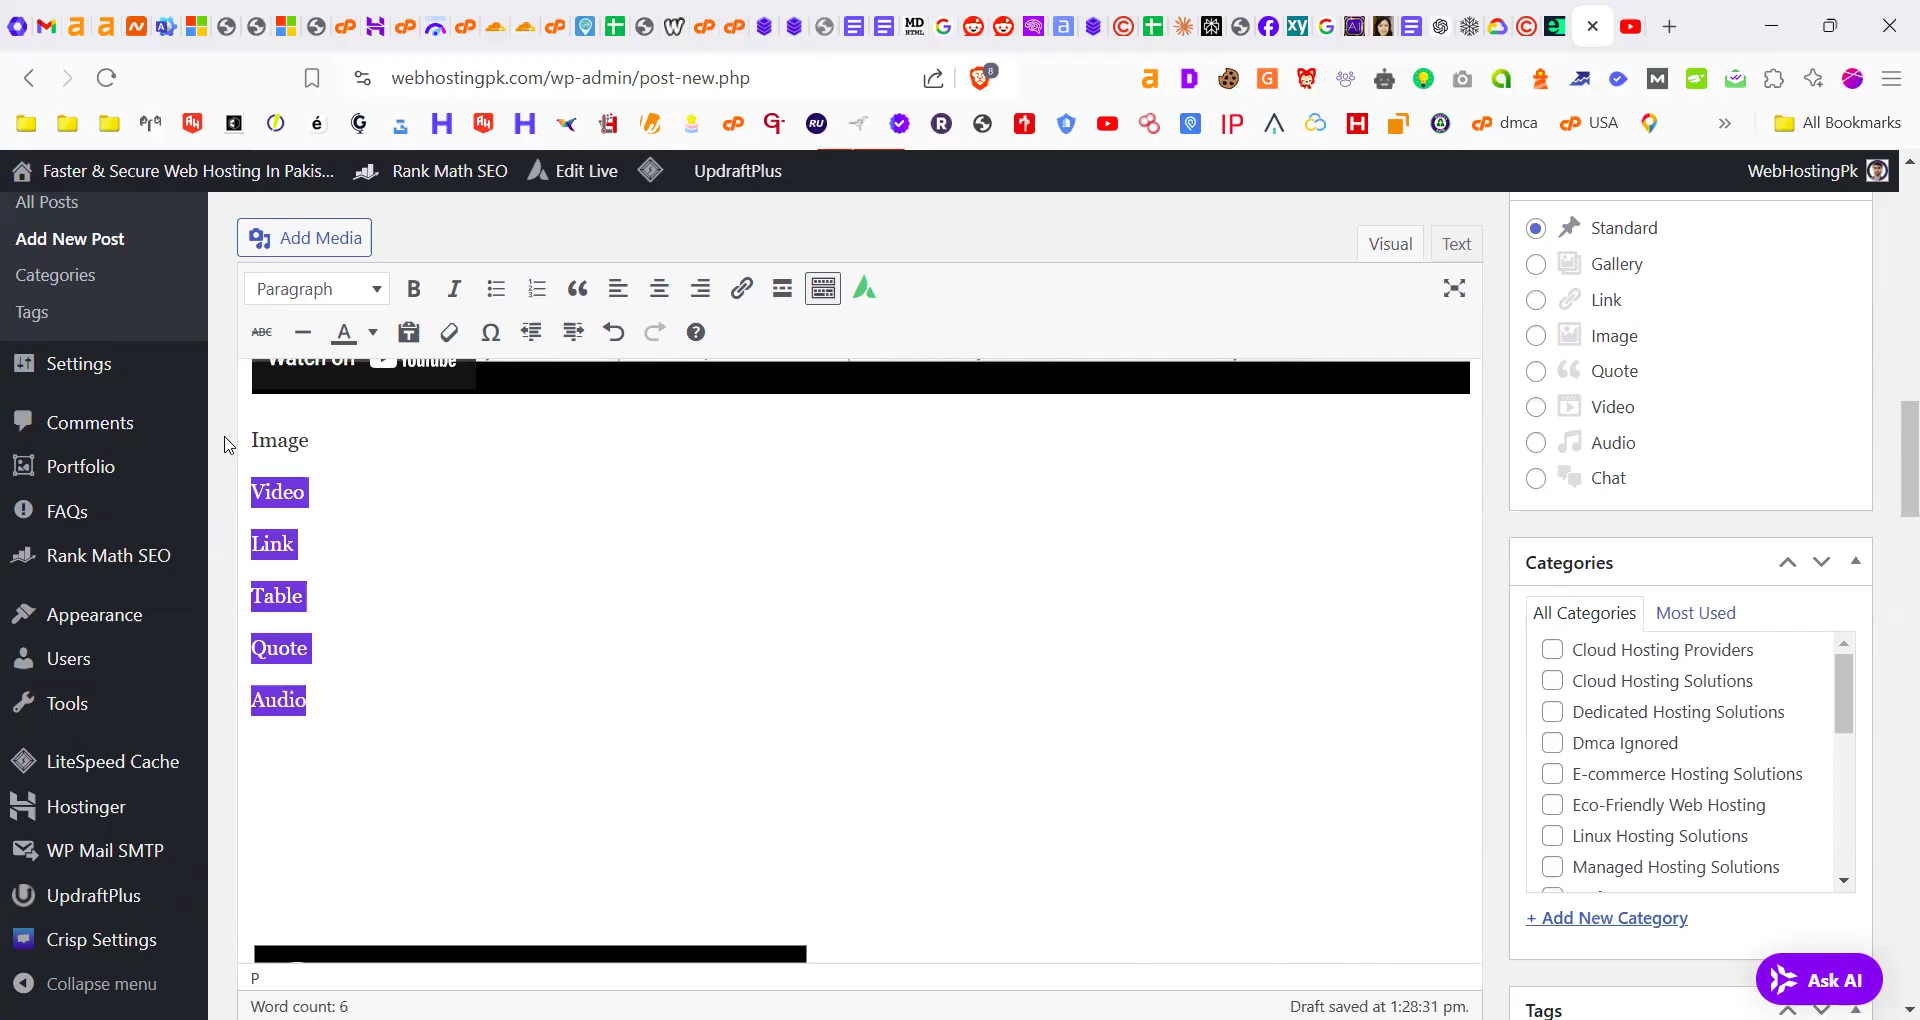 webhostingpk.com/wp-admin/post-new.php
8
dmca
USA
All Bookmarks
Faster & Secure Web Hosting In Pakis...
Rank Math SEO
Edit Live
UpdraftPlus
WebHostingPk
All Posts
Add New Post
Categories
Tags
Settings
Comments
Portfolio
FAQs
Rank Math SEO
Appearance
Users
Tools
LiteSpeed Cache
Hostinger
WP Mail SMTP
UpdraftPlus
Crisp Settings
Collapse menu
Add Media
Visual
Text
Paragraph
Watch on YouTube
Image
Video
Link
Table
Quote
Audio
P
Word count: 6
Draft saved at 1:28:31 pm.
Standard
Gallery
Link
Image
Quote
Video
Audio
Chat
Categories
All Categories
Most Used
Cloud Hosting Providers
Cloud Hosting Solutions
Dedicated Hosting Solutions
Dmca Ignored
E-commerce Hosting Solutions
Eco-Friendly Web Hosting
Linux Hosting Solutions
Managed Hosting Solutions
+ Add New Category
Ask AI
Tags